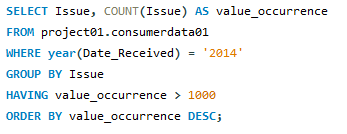 SELECT Issue, COUNT(Issue) AS value_occurrence
FROM project01.consumerdata01
WHERE year(Date_Received) = '2014'
GROUP BY Issue
HAVING value_occurrence > 1000
ORDER BY value_occurrence DESC;